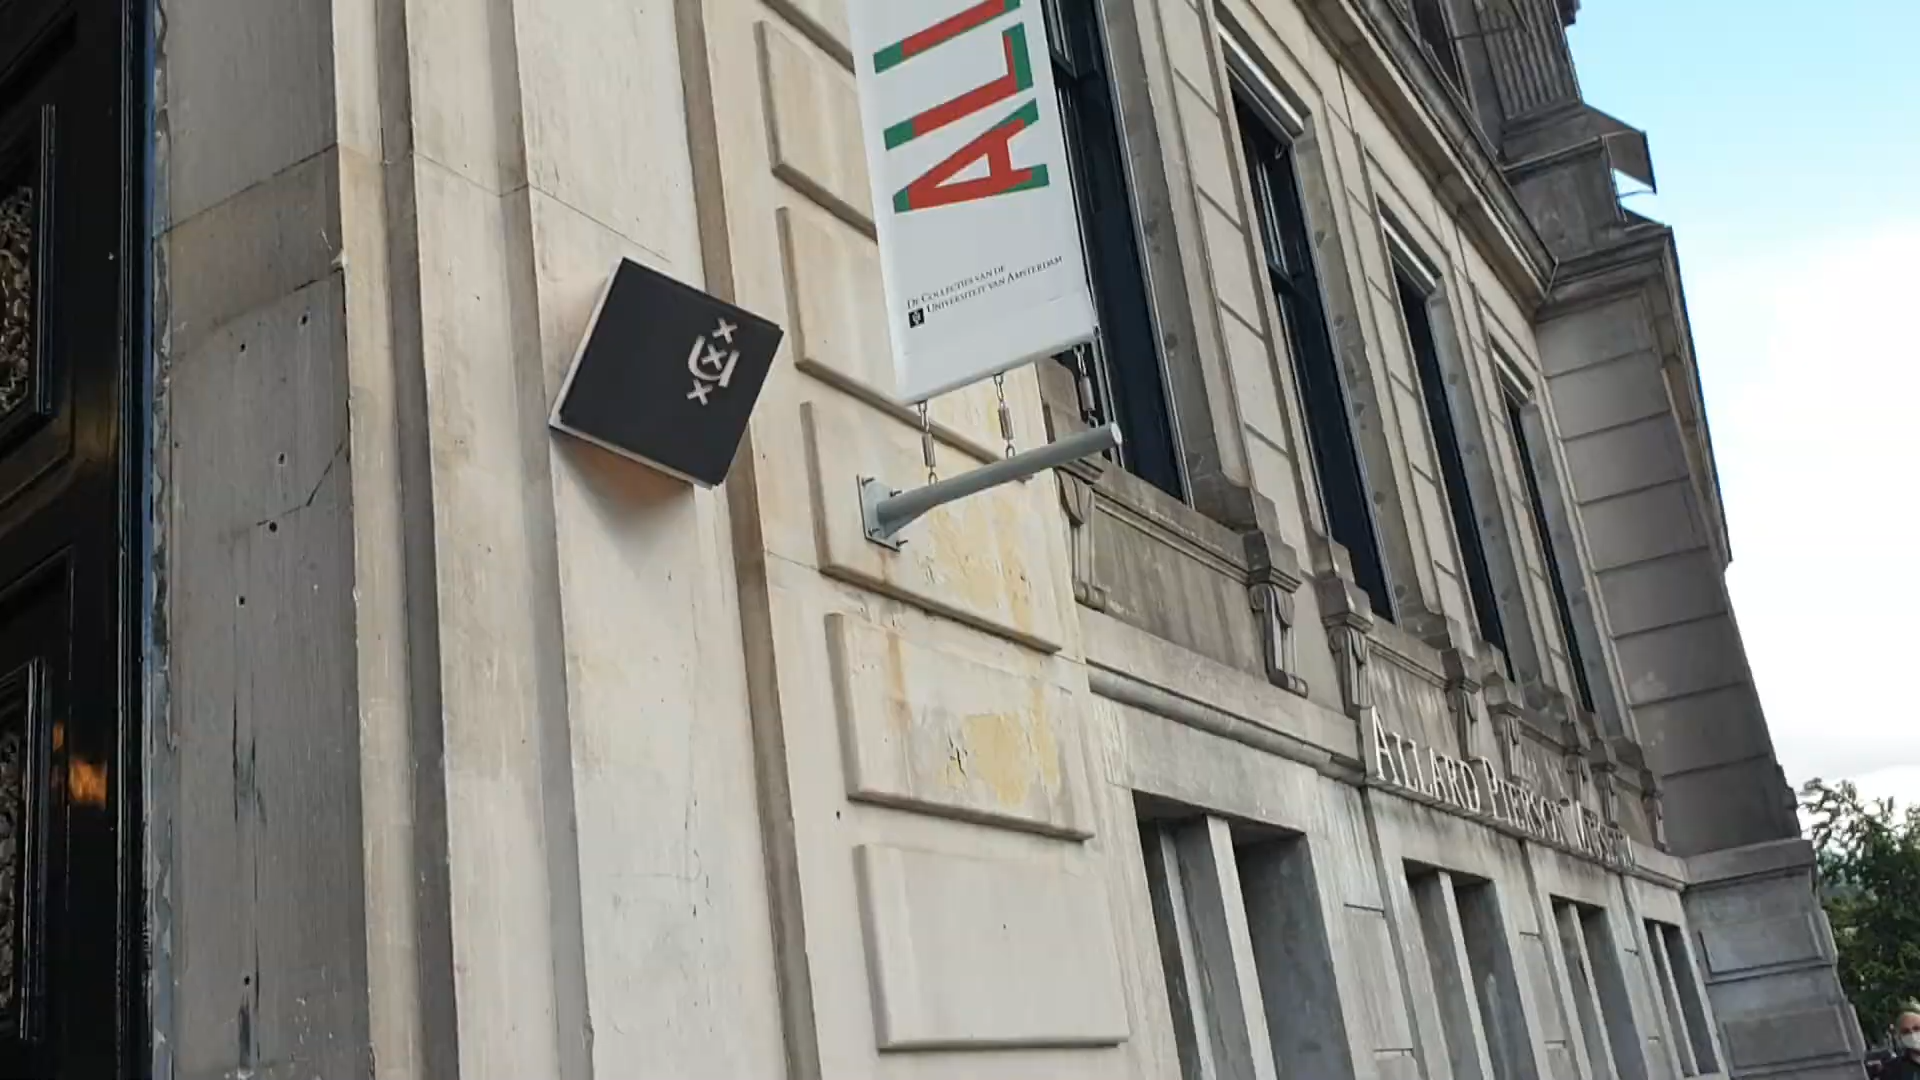 ALL
DE COLLECTIES VAN DE
UNIVERSITEIT VAN AMSTERDAM
ALLARD PIERSON MUSEUM